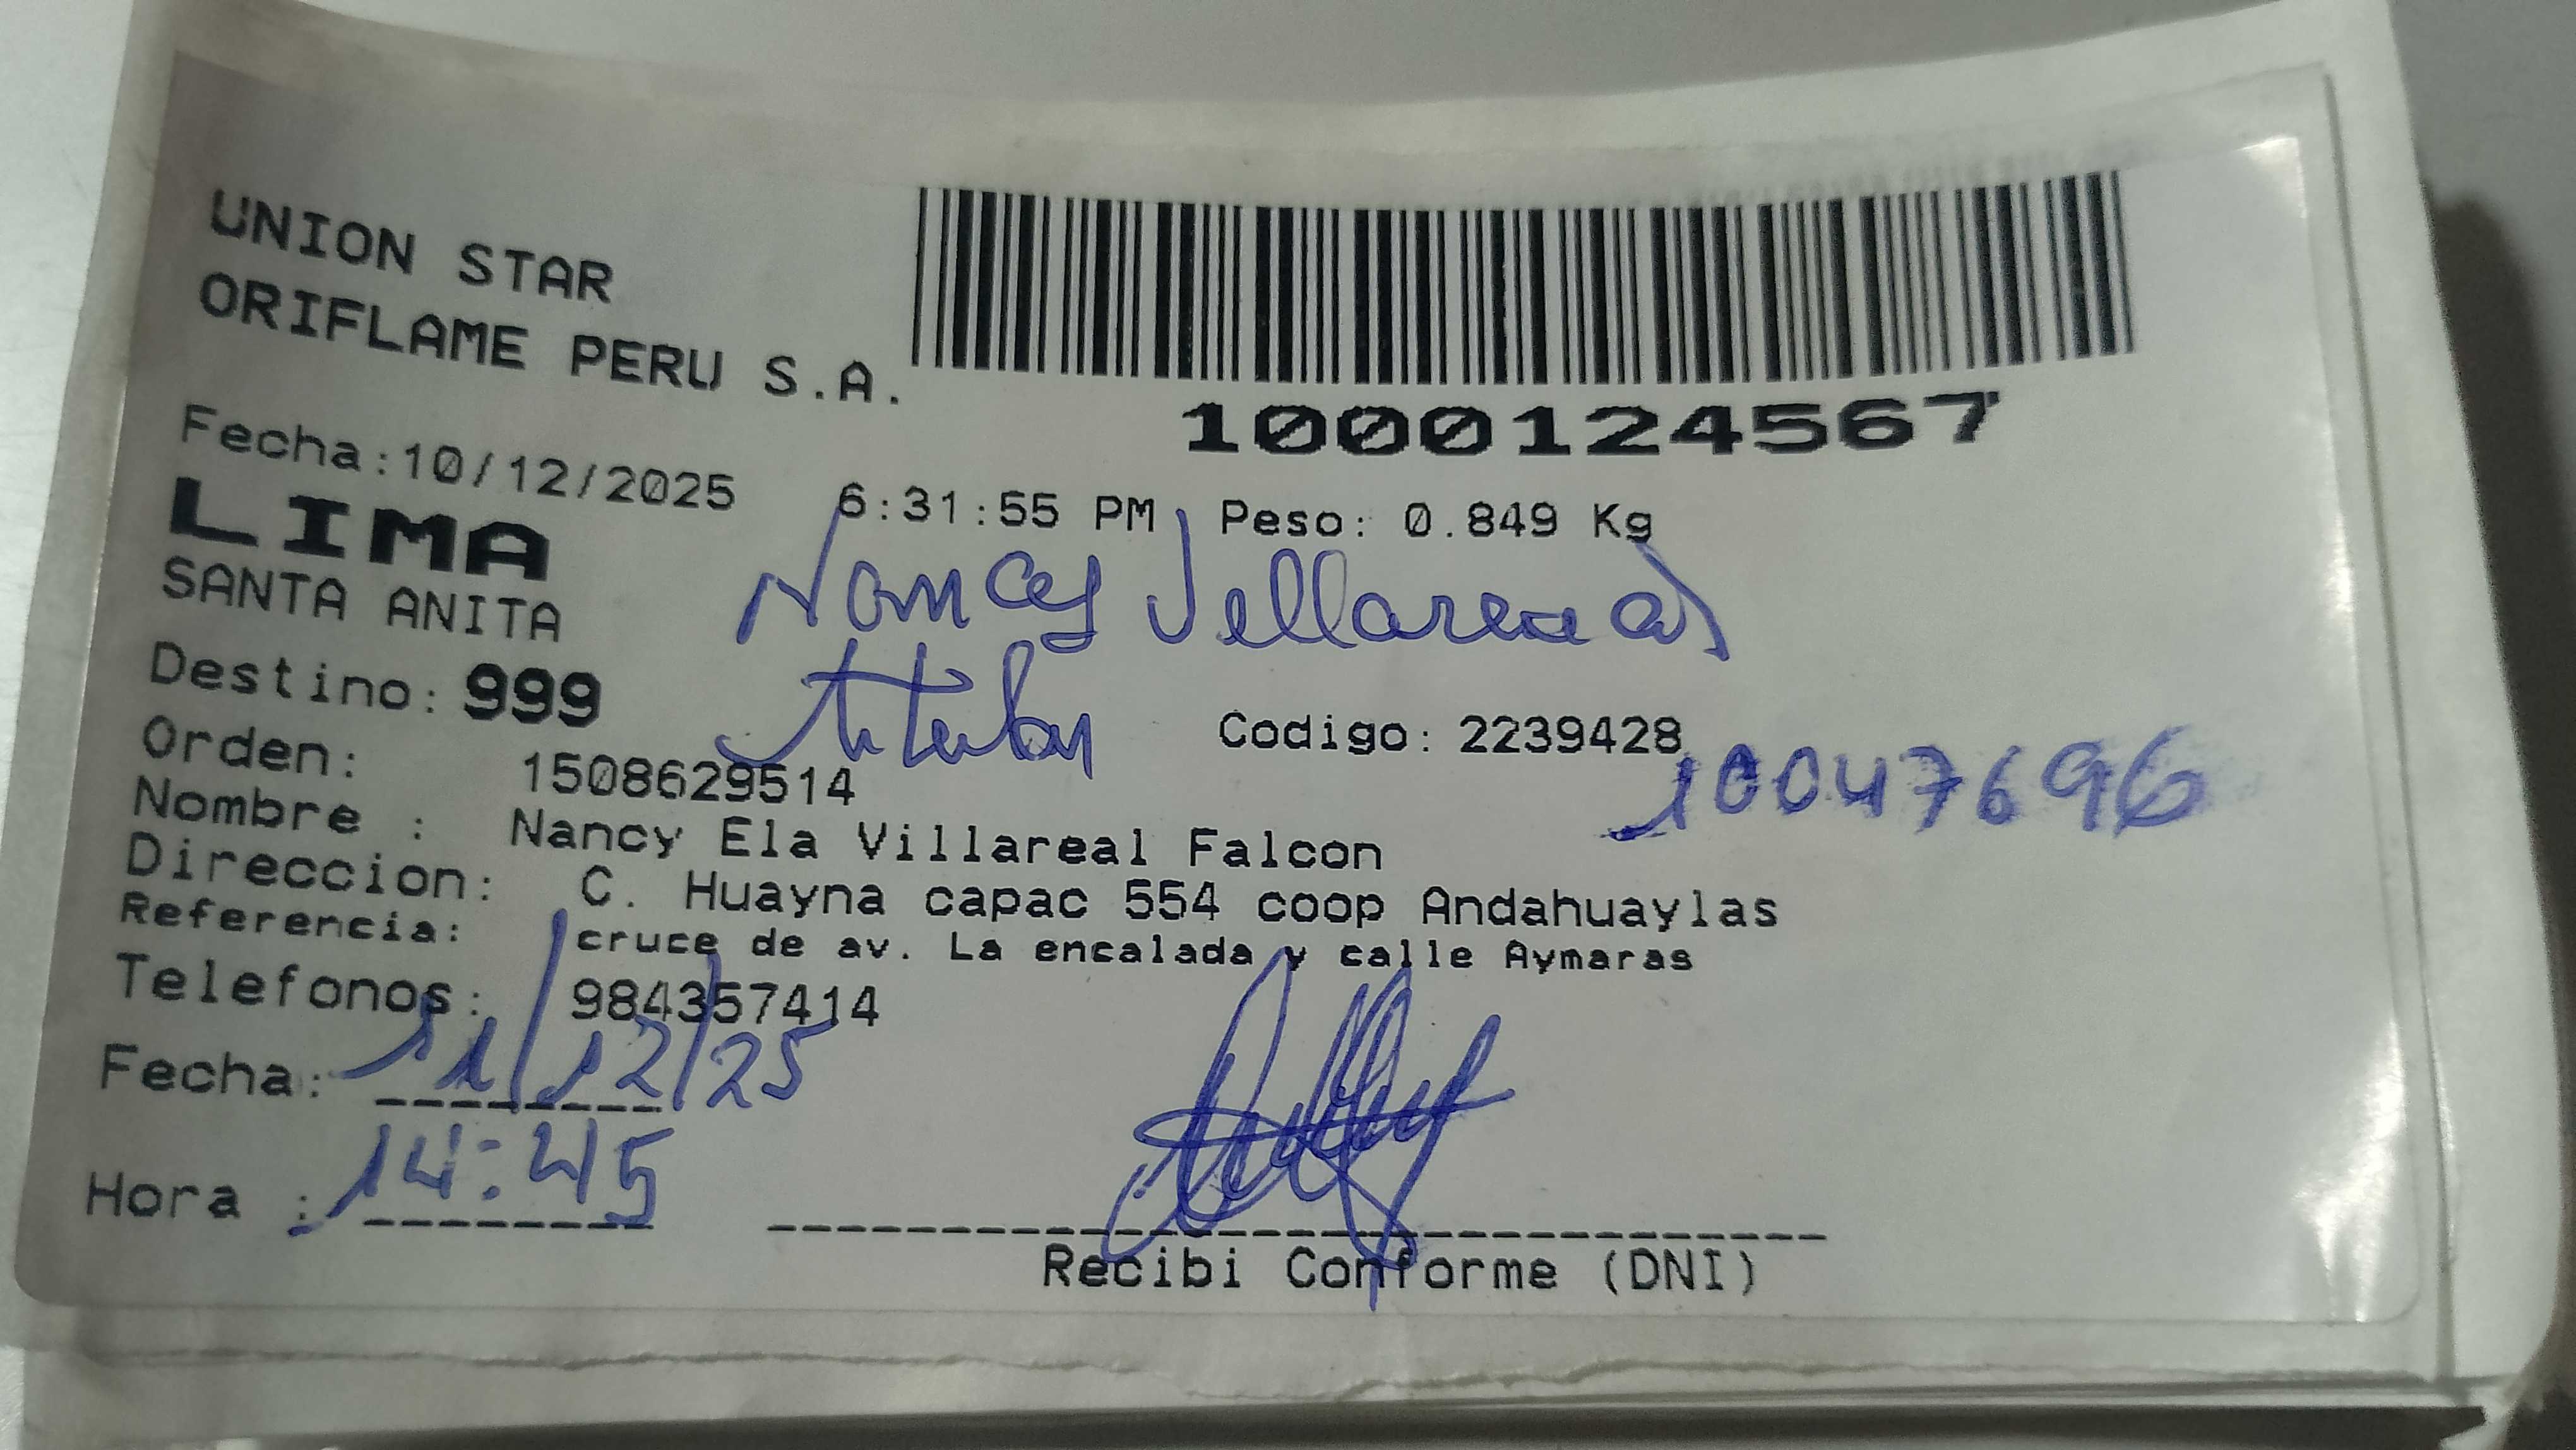 UNION STAR
ORIFLAME PERU S.A.
1000124567
Fecha:10/12/2025 6:31:55 PM Peso: 0.849 Kg
LIMA
SANTA ANITA
Nancy Villareal
titular
Destino: 999
Codigo: 2239428
Orden: 1508629514
10047696
Nombre : Nancy Ela Villareal Falcon
Direccion: C. Huayna capac 554 coop Andahuaylas
Referencia: cruce de av. La encalada y calle Aymaras
Telefonos: 984357414
Fecha: 11/12/25
Hora : 14:45
Recibi Conforme (DNI)